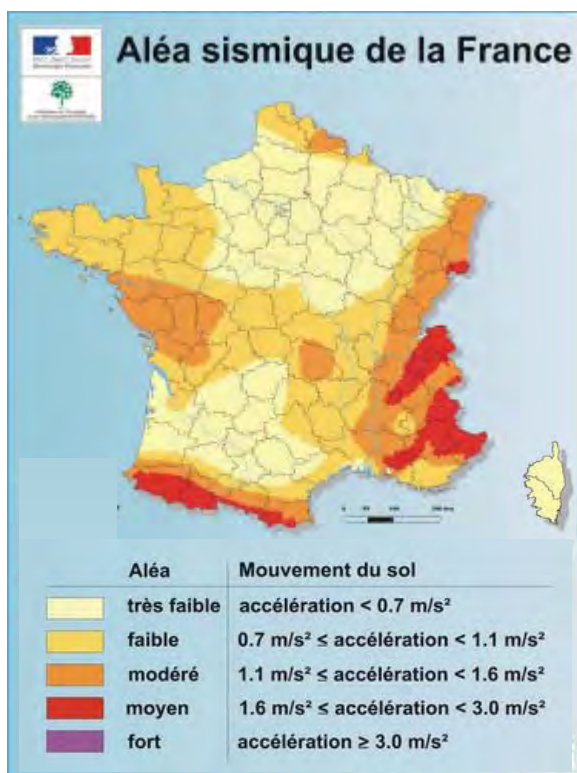 Aléa sismique de la France
Aléa Mouvement du sol
très faible accélération < 0.7 m/s²
faible 0.7 m/s² ≤ accélération < 1.1 m/s²
modéré 1.1 m/s² ≤ accélération < 1.6 m/s²
moyen 1.6 m/s² ≤ accélération < 3.0 m/s²
fort accélération ≥ 3.0 m/s²